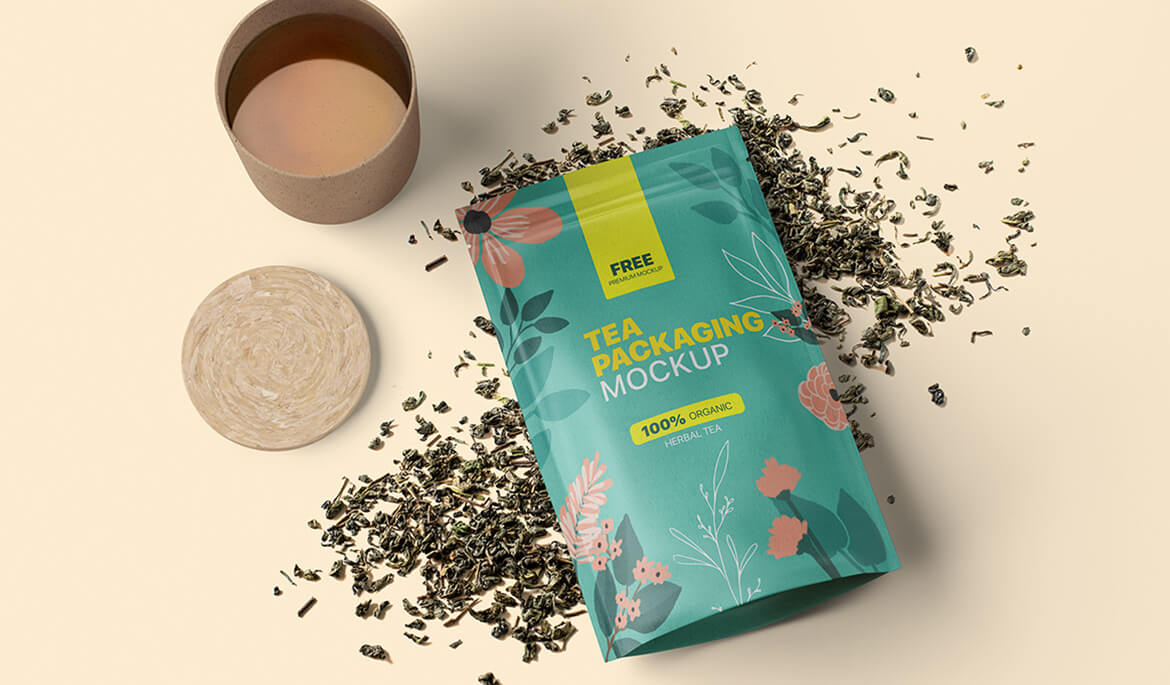 FREE
PREMIUM MOCKUP
TEA
PACKAGING
MOCKUP
100% ORGANIC
HERBAL TEA